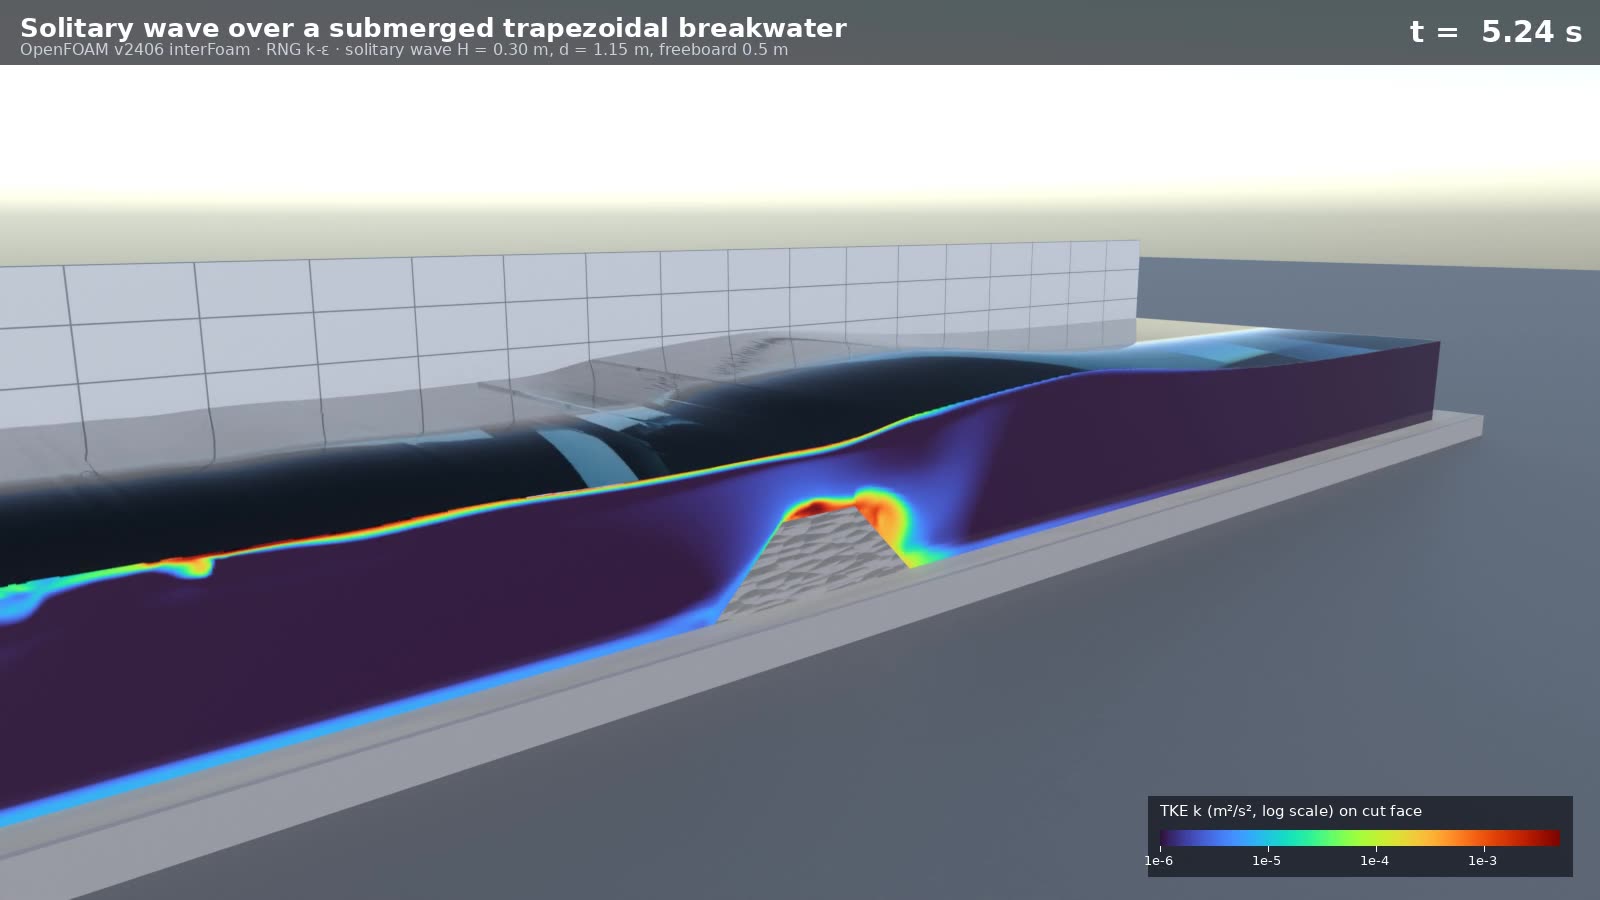 Solitary wave over a submerged trapezoidal breakwater
t = 5.24 s
OpenFOAM v2406 interFoam · RNG k-ε · solitary wave H = 0.30 m, d = 1.15 m, freeboard 0.5 m
TKE k (m²/s², log scale) on cut face
1e-6 1e-5 1e-4 1e-3